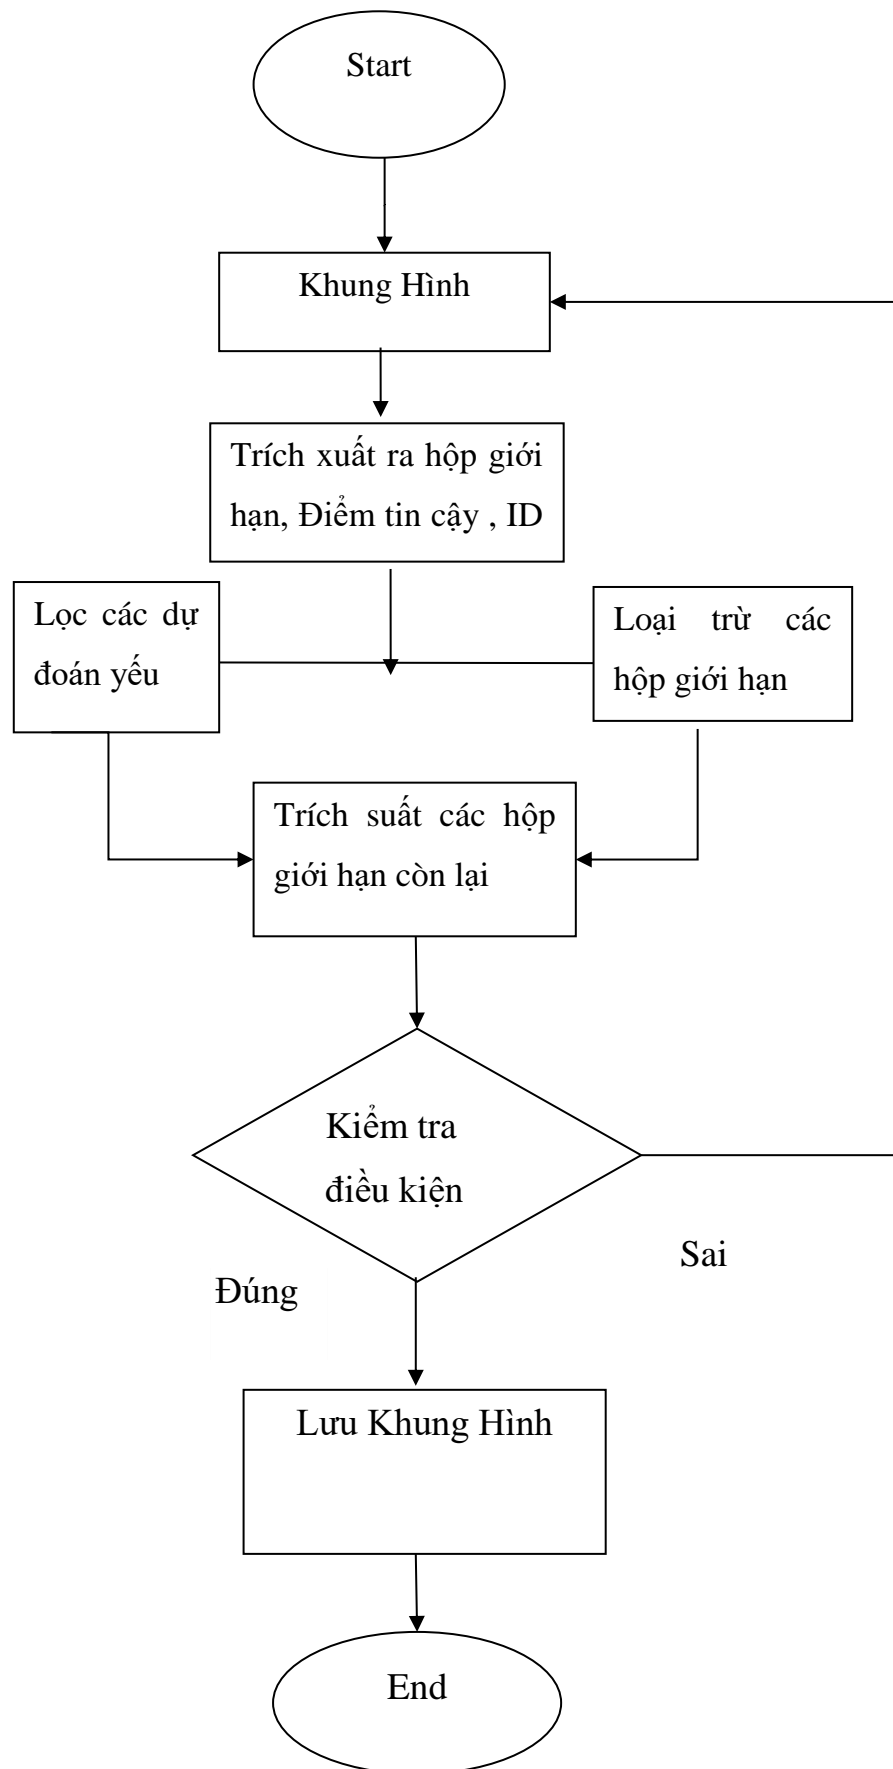 Start
Khung Hình
Trích xuất ra hộp giới
hạn, Điểm tin cậy , ID
Lọc các dự
đoán yếu
Loại trừ các
hộp giới hạn
Trích suất các hộp
giới hạn còn lại
Kiểm tra
điều kiện
Sai
Đúng
Lưu Khung Hình
End